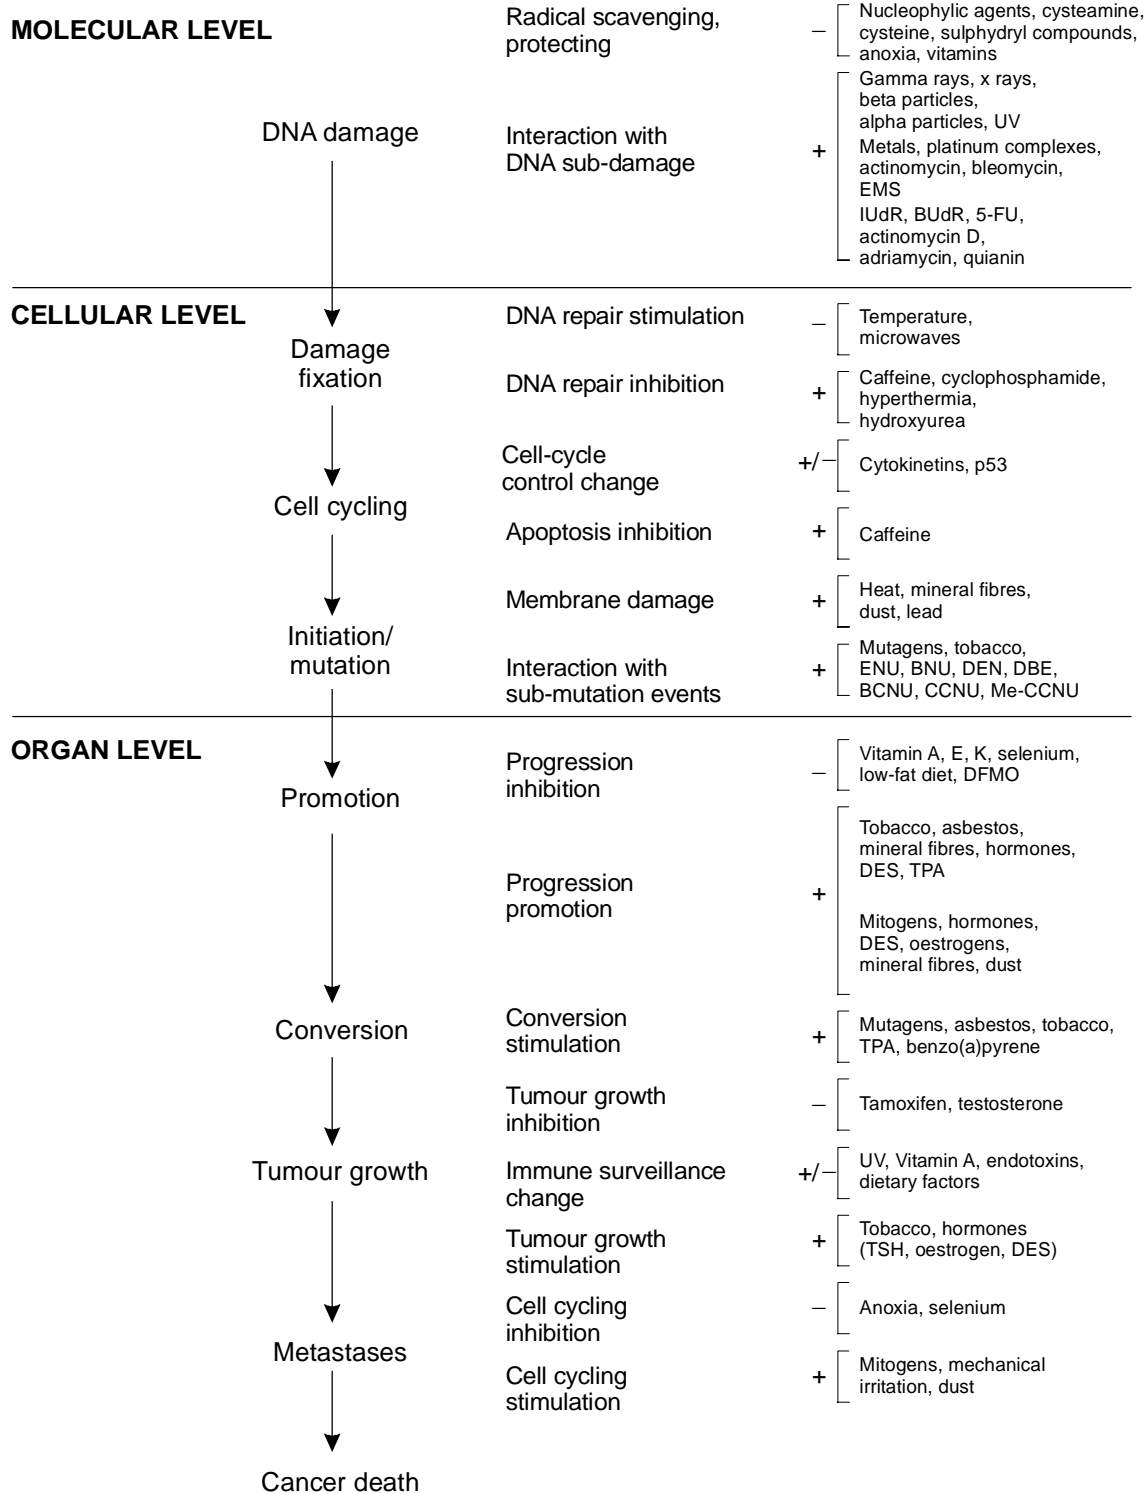 MOLECULAR LEVEL
Radical scavenging,
protecting
–
Nucleophylic agents, cysteamine,
cysteine, sulphydryl compounds,
anoxia, vitamins
DNA damage
Interaction with
DNA sub-damage
+
Gamma rays, x rays,
beta particles,
alpha particles, UV
Metals, platinum complexes,
actinomycin, bleomycin,
EMS
IUdR, BUdR, 5-FU,
actinomycin D,
adriamycin, quianin
CELLULAR LEVEL
DNA repair stimulation
–
Temperature,
microwaves
Damage
fixation
DNA repair inhibition
+
Caffeine, cyclophosphamide,
hyperthermia,
hydroxyurea
Cell-cycle
control change
+/–
Cytokinetins, p53
Cell cycling
Apoptosis inhibition
+
Caffeine
Membrane damage
+
Heat, mineral fibres,
dust, lead
Initiation/
mutation
Interaction with
sub-mutation events
+
Mutagens, tobacco,
ENU, BNU, DEN, DBE,
BCNU, CCNU, Me-CCNU
ORGAN LEVEL
Progression
inhibition
–
Vitamin A, E, K, selenium,
low-fat diet, DFMO
Promotion
Progression
promotion
+
Tobacco, asbestos,
mineral fibres, hormones,
DES, TPA
Mitogens, hormones,
DES, oestrogens,
mineral fibres, dust
Conversion
Conversion
stimulation
+
Mutagens, asbestos, tobacco,
TPA, benzo(a)pyrene
Tumour growth
inhibition
–
Tamoxifen, testosterone
Tumour growth
Immune surveillance
change
+/–
UV, Vitamin A, endotoxins,
dietary factors
Tumour growth
stimulation
+
Tobacco, hormones
(TSH, oestrogen, DES)
Cell cycling
inhibition
–
Anoxia, selenium
Metastases
Cell cycling
stimulation
+
Mitogens, mechanical
irritation, dust
Cancer death